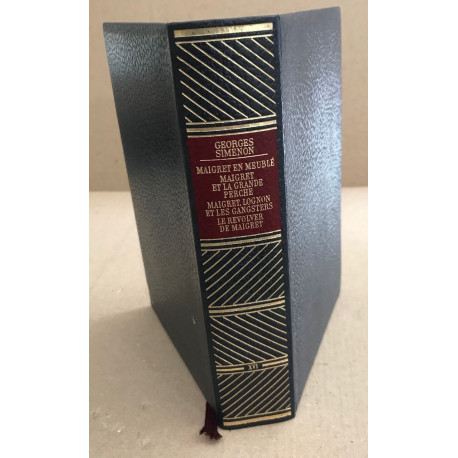 GEORGES
SIMENON
MAIGRET EN MEUBLÉ
MAIGRET
ET LA GRANDE
PERCHE
MAIGRET, LOGNON
ET LES GANGSTERS
LE REVOLVER
DE MAIGRET
XVI